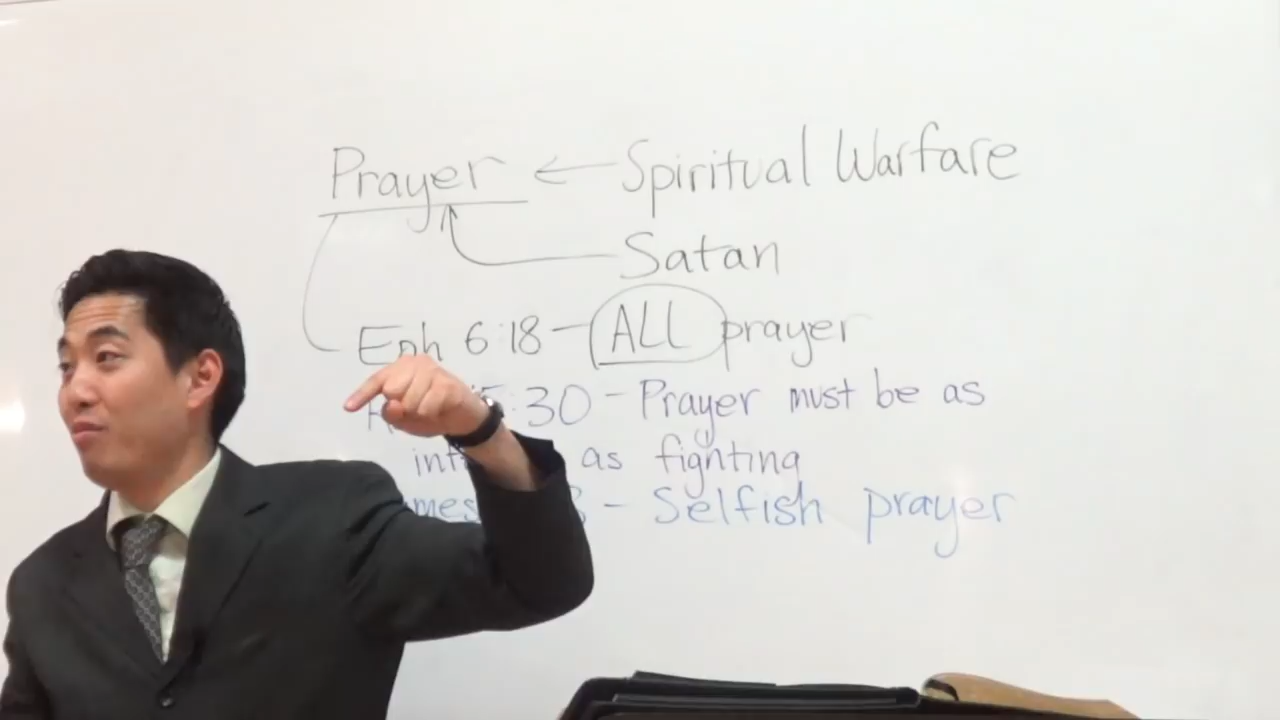 Prayer ← Spiritual Warfare
Satan
Eph 6:18 – ALL prayer
:30 – Prayer must be as
as fighting
– Selfish prayer